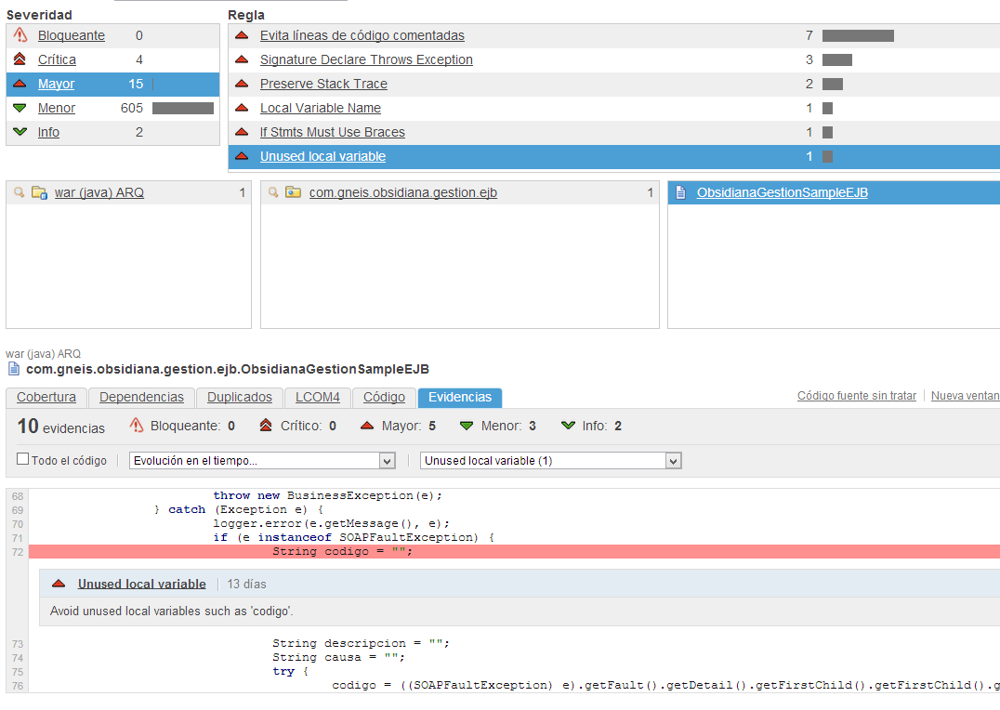 Severidad
Bloqueante 0
Crítica 4
Mayor 15
Menor 605
Info 2
Regla
Evita líneas de código comentadas 7
Signature Declare Throws Exception 3
Preserve Stack Trace 2
Local Variable Name 1
If Stmts Must Use Braces 1
Unused local variable 1
war (java) ARQ 1
com.gneis.obsidiana.gestion.ejb 1
ObsidianaGestionSampleEJB
war (java) ARQ
com.gneis.obsidiana.gestion.ejb.ObsidianaGestionSampleEJB
Cobertura Dependencias Duplicados LCOM4 Código Evidencias Código fuente sin tratar Nueva ventan
10 evidencias Bloqueante: 0 Crítico: 0 Mayor: 5 Menor: 3 Info: 2
Todo el código Evolución en el tiempo... Unused local variable (1)
68 throw new BusinessException(e);
69 } catch (Exception e) {
70 logger.error(e.getMessage(), e);
71 if (e instanceof SOAPFaultException) {
72 String codigo = "";
Unused local variable 13 días
Avoid unused local variables such as 'codigo'.
73 String descripcion = "";
74 String causa = "";
75 try {
76 codigo = ((SOAPFaultException) e).getFault().getDetail().getFirstChild().getFirstChild().g